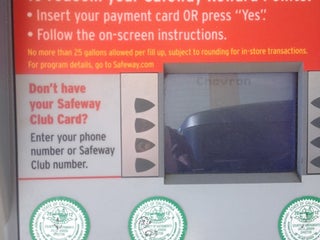 To redeem your Safeway Reward Points:
• Insert your payment card OR press "Yes".
• Follow the on-screen instructions.
No more than 25 gallons allowed per fill up, subject to rounding for in-store transactions.
For program details, go to Safeway.com
Don't have
your Safeway
Club Card?
Enter your phone
number or Safeway
Club number.
Chevron